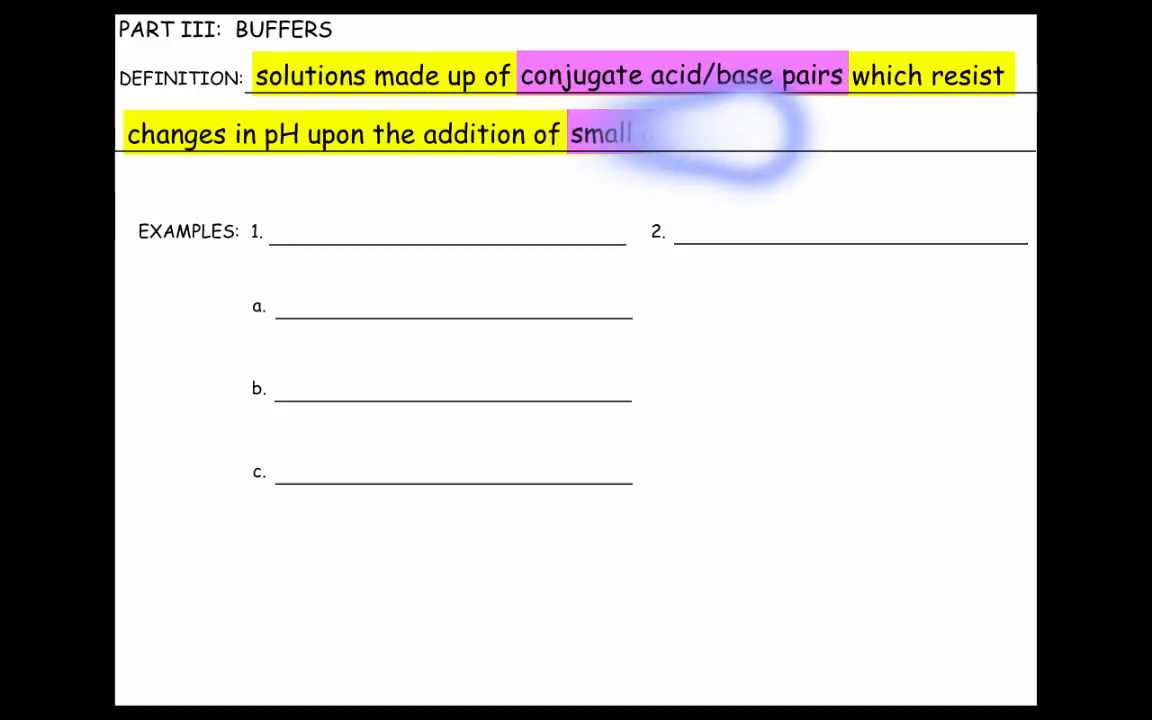 PART III: BUFFERS
DEFINITION: solutions made up of conjugate acid/base pairs which resist
changes in pH upon the addition of small
EXAMPLES: 1. 2.
a.
b.
c.